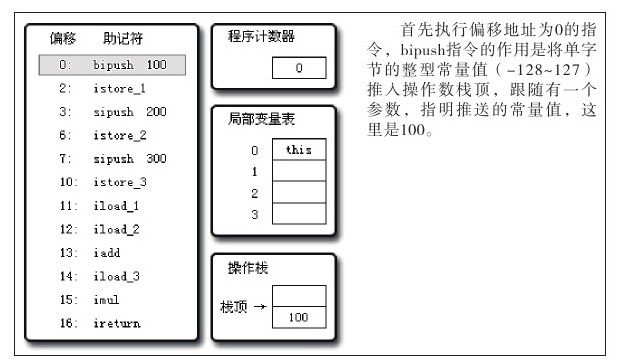 偏移 助记符
0: bipush 100
2: istore_1
3: sipush 200
6: istore_2
7: sipush 300
10: istore_3
11: iload_1
12: iload_2
13: iadd
14: iload_3
15: imul
16: ireturn
程序计数器
0
局部变量表
0 this
1
2
3
操作栈
栈顶 →
100
首先执行偏移地址为0的指
令，bipush指令的作用是将单字
节的整型常量值（-128~127）
推入操作数栈顶，跟随有一个
参数，指明推送的常量值，这
里是100。